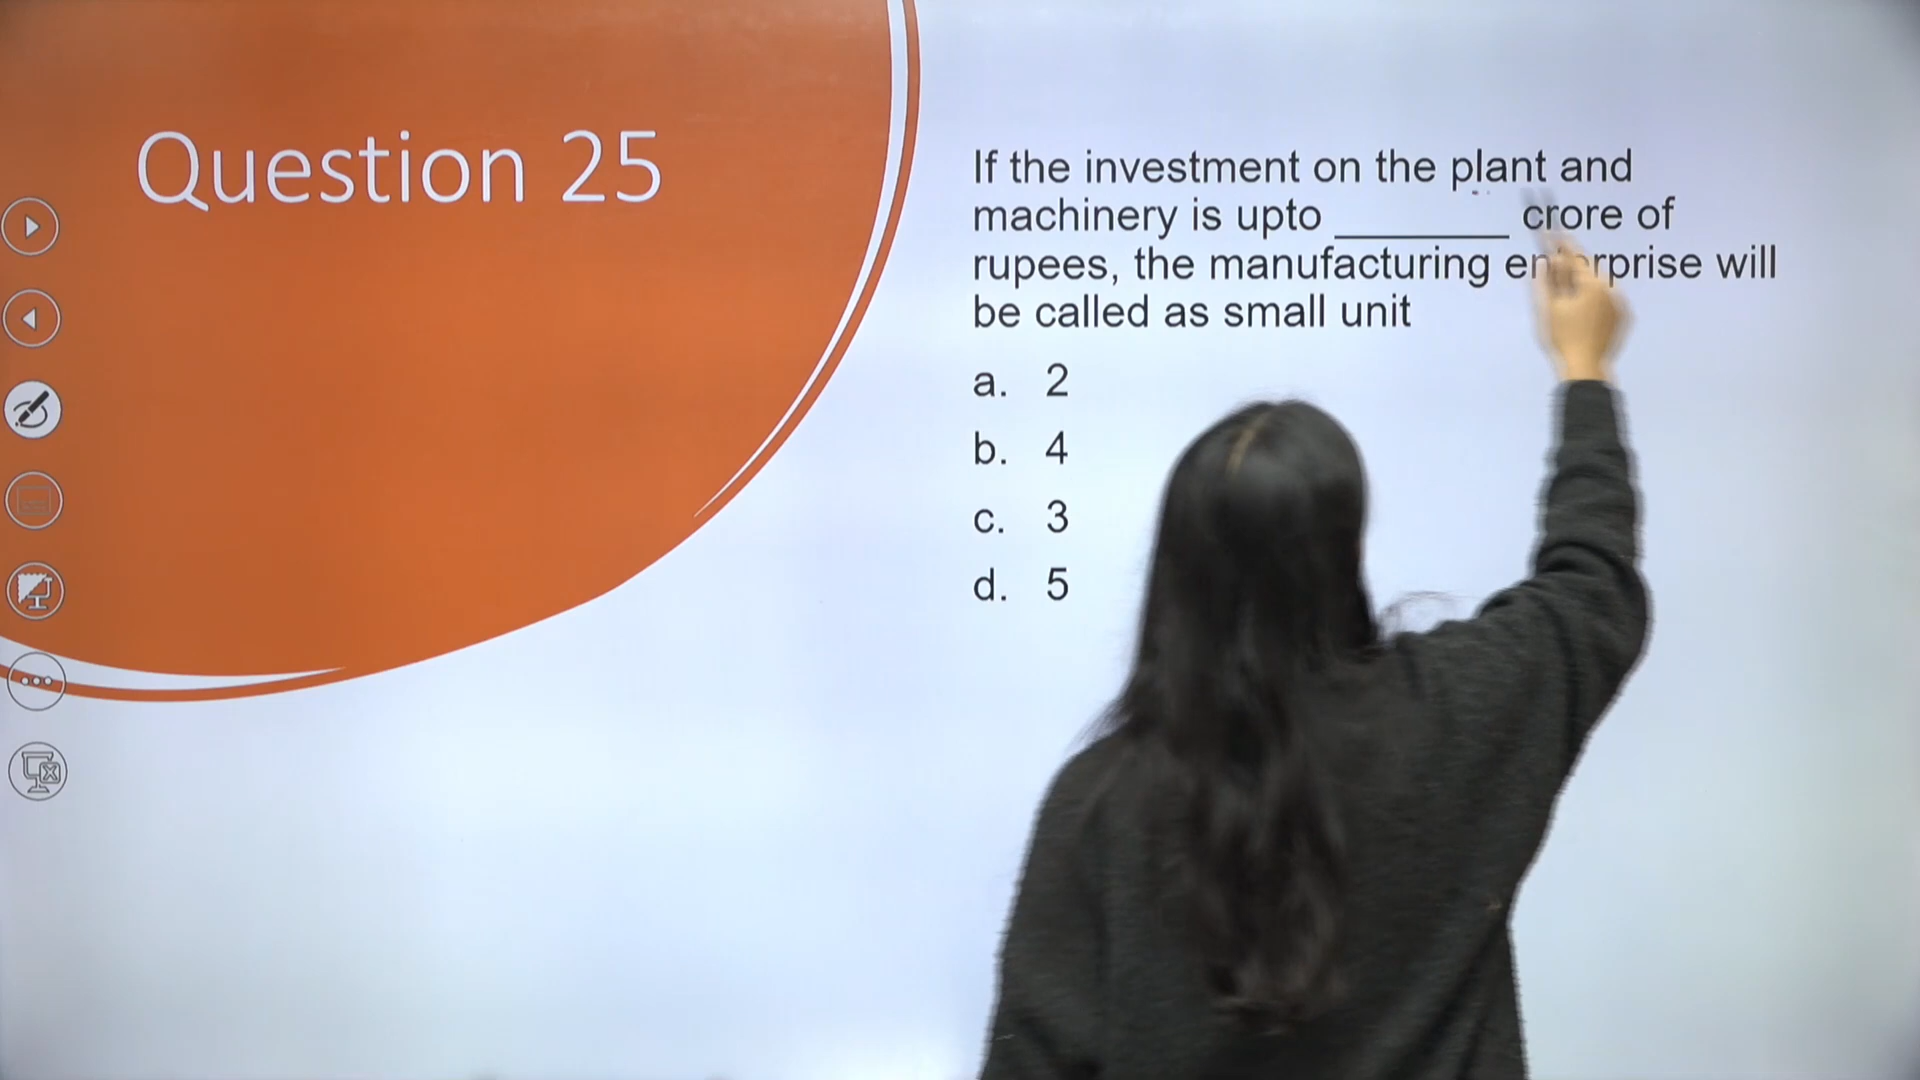 Question 25
If the investment on the plant and
machinery is upto ________ crore of
rupees, the manufacturing enterprise will
be called as small unit
a. 2
b. 4
c. 3
d. 5